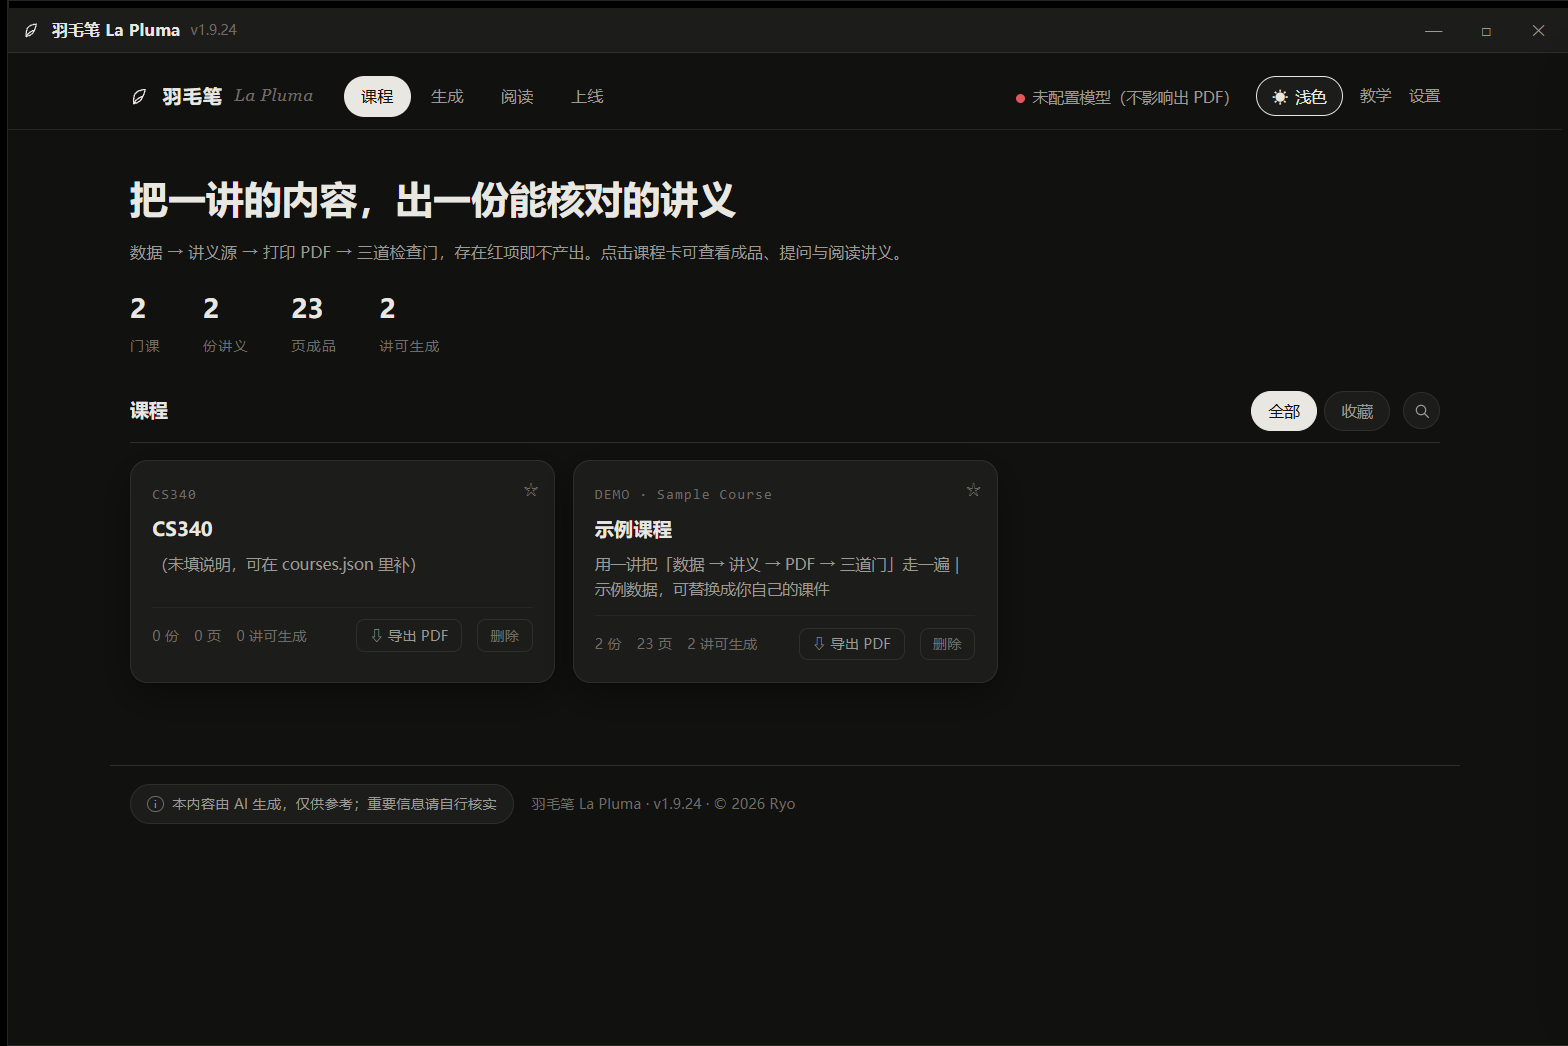 羽毛笔 La Pluma v1.9.24
羽毛笔 La Pluma 课程 生成 阅读 上线 未配置模型（不影响出 PDF） 浅色 教学 设置
把一讲的内容，出一份能核对的讲义
数据 → 讲义源 → 打印 PDF → 三道检查门，存在红项即不产出。点击课程卡可查看成品、提问与阅读讲义。
2 2 23 2
门课 份讲义 页成品 讲可生成
课程 全部 收藏
CS340
CS340
（未填说明，可在 courses.json 里补）
0 份 0 页 0 讲可生成 导出 PDF 删除
DEMO · Sample Course
示例课程
用一讲把「数据 → 讲义 → PDF → 三道门」走一遍 |
示例数据，可替换成你自己的课件
2 份 23 页 2 讲可生成 导出 PDF 删除
本内容由 AI 生成，仅供参考；重要信息请自行核实 羽毛笔 La Pluma · v1.9.24 · © 2026 Ryo